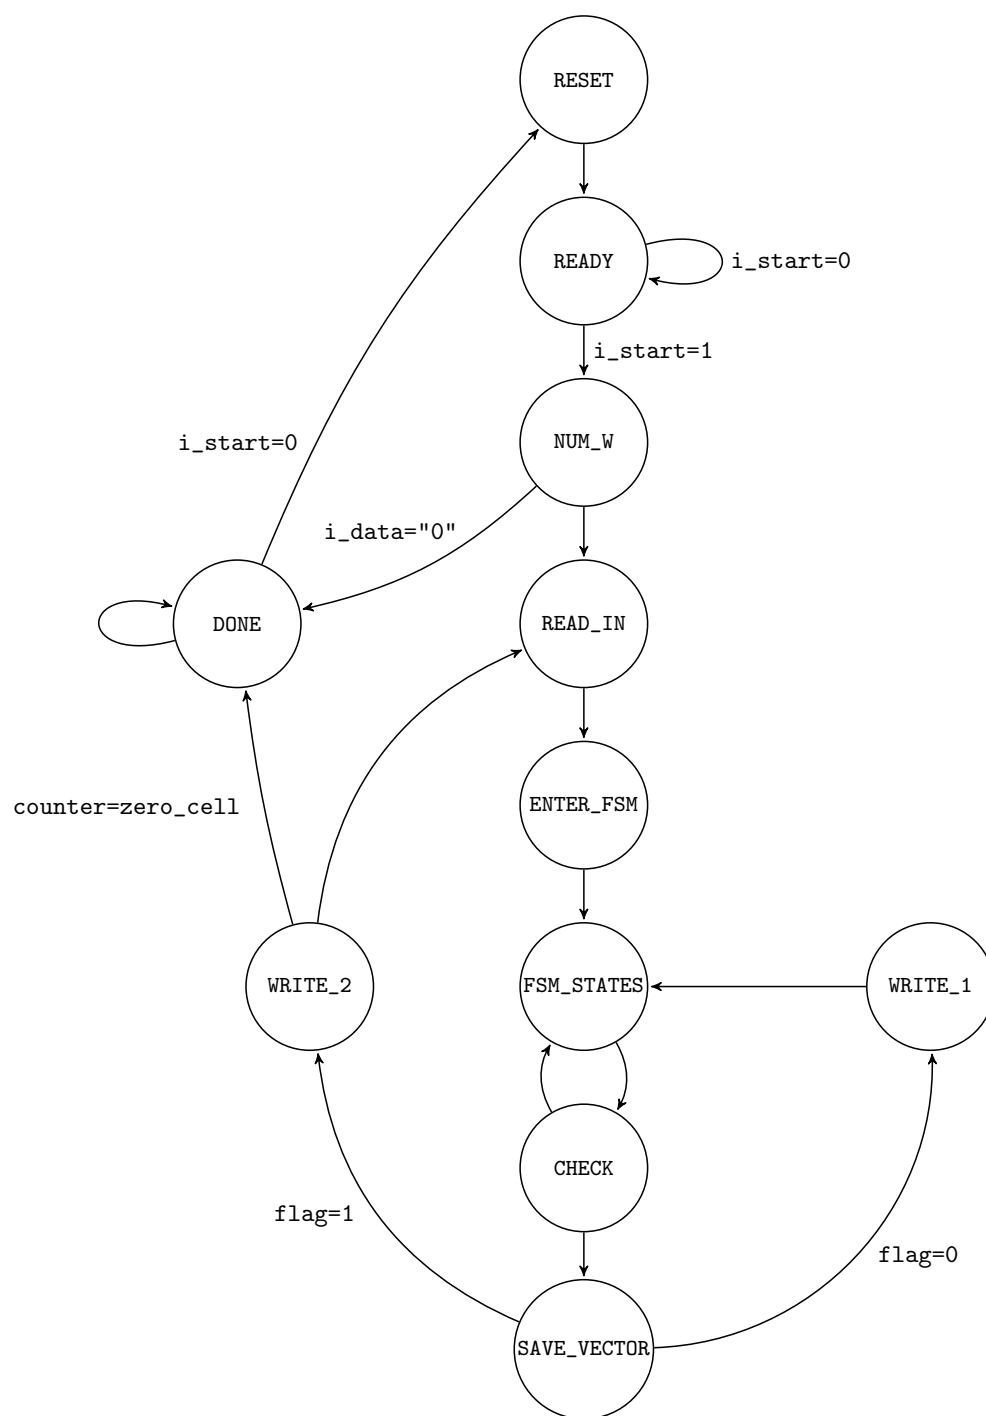 RESET
READY
i_start=0
i_start=1
NUM_W
i_start=0
i_data="0"
DONE
READ_IN
ENTER_FSM
counter=zero_cell
WRITE_2
FSM_STATES
WRITE_1
CHECK
flag=1
flag=0
SAVE_VECTOR